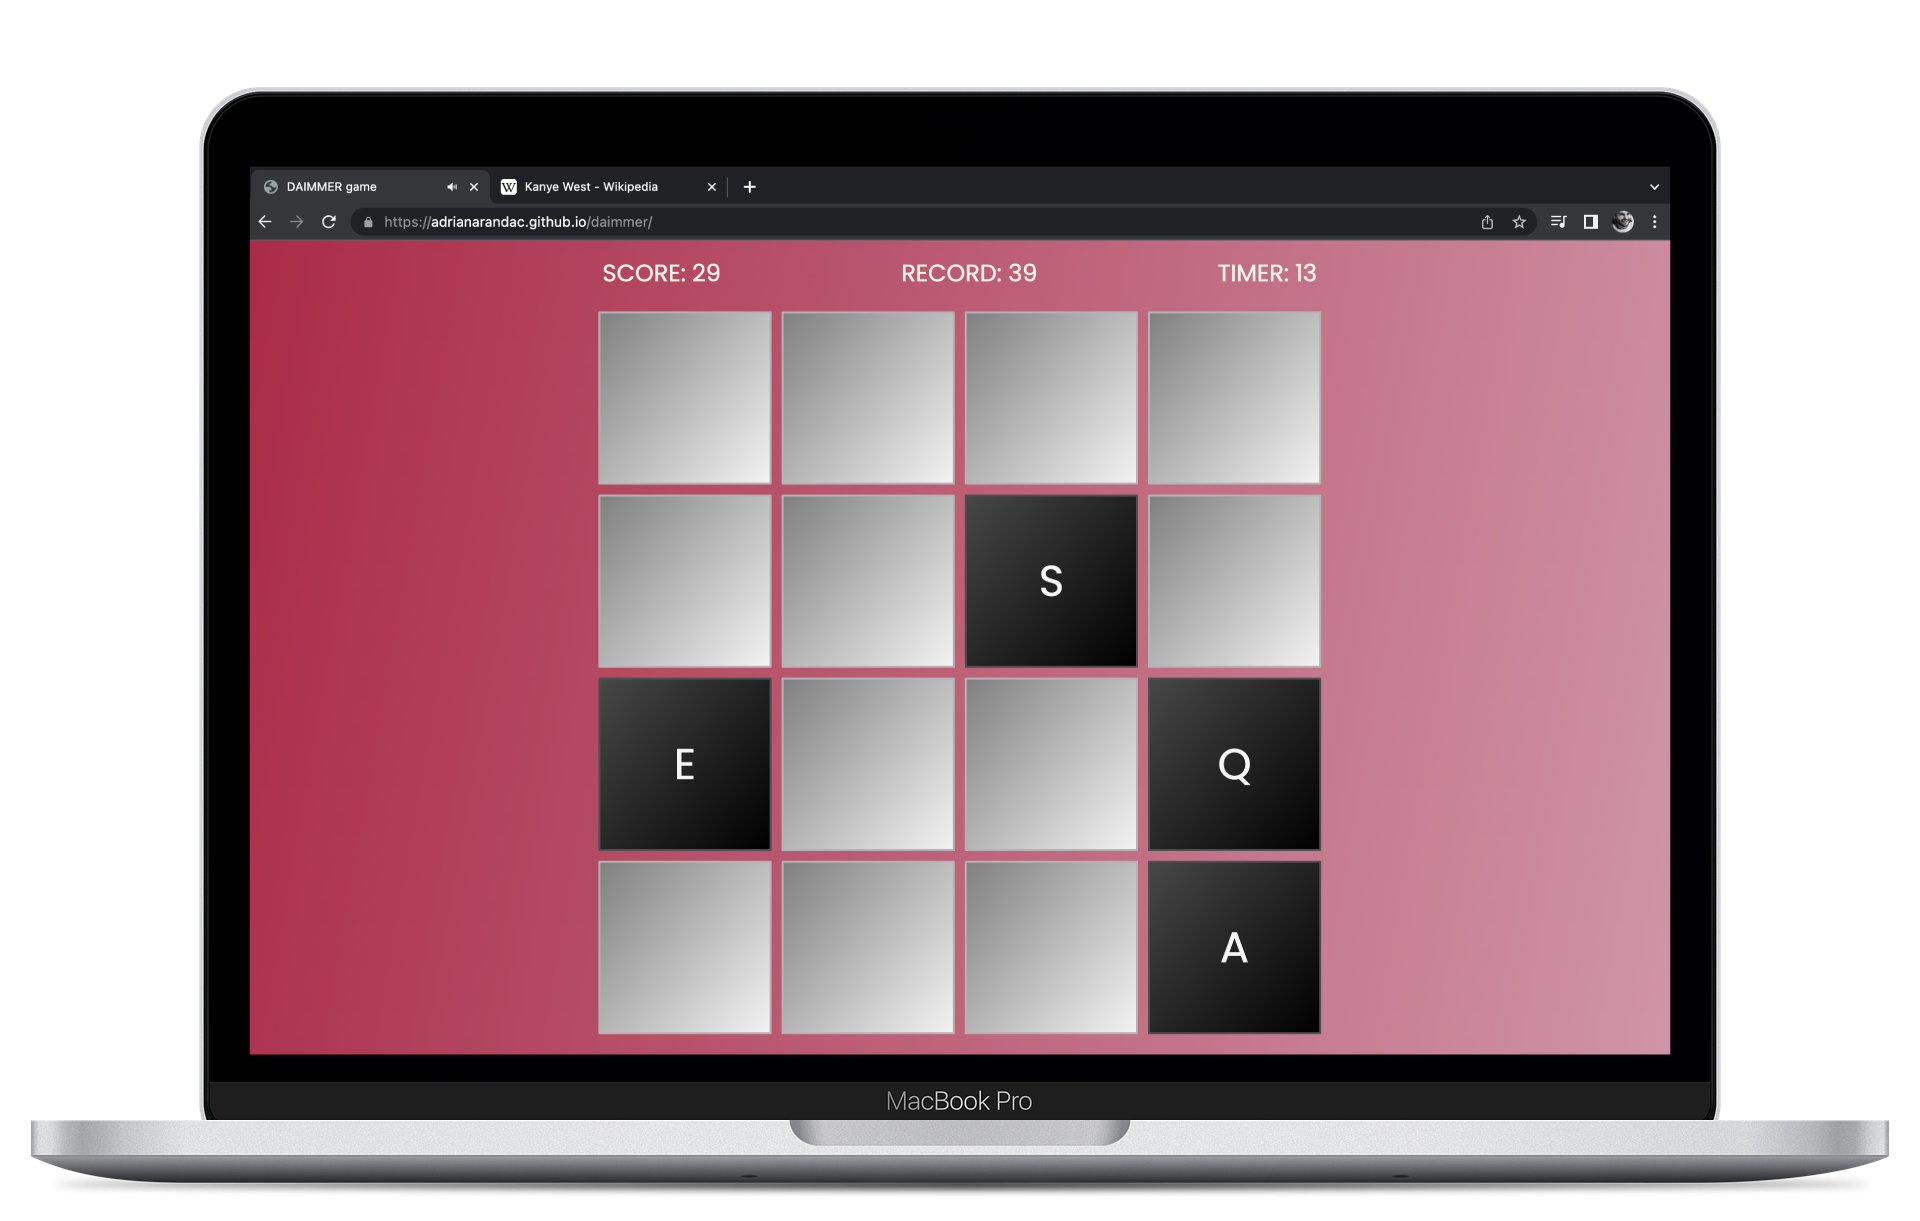 DAIMMER game
W Kanye West - Wikipedia
https://adrianarandac.github.io/daimmer/
SCORE: 29 RECORD: 39 TIMER: 13
S
E Q
A
MacBook Pro